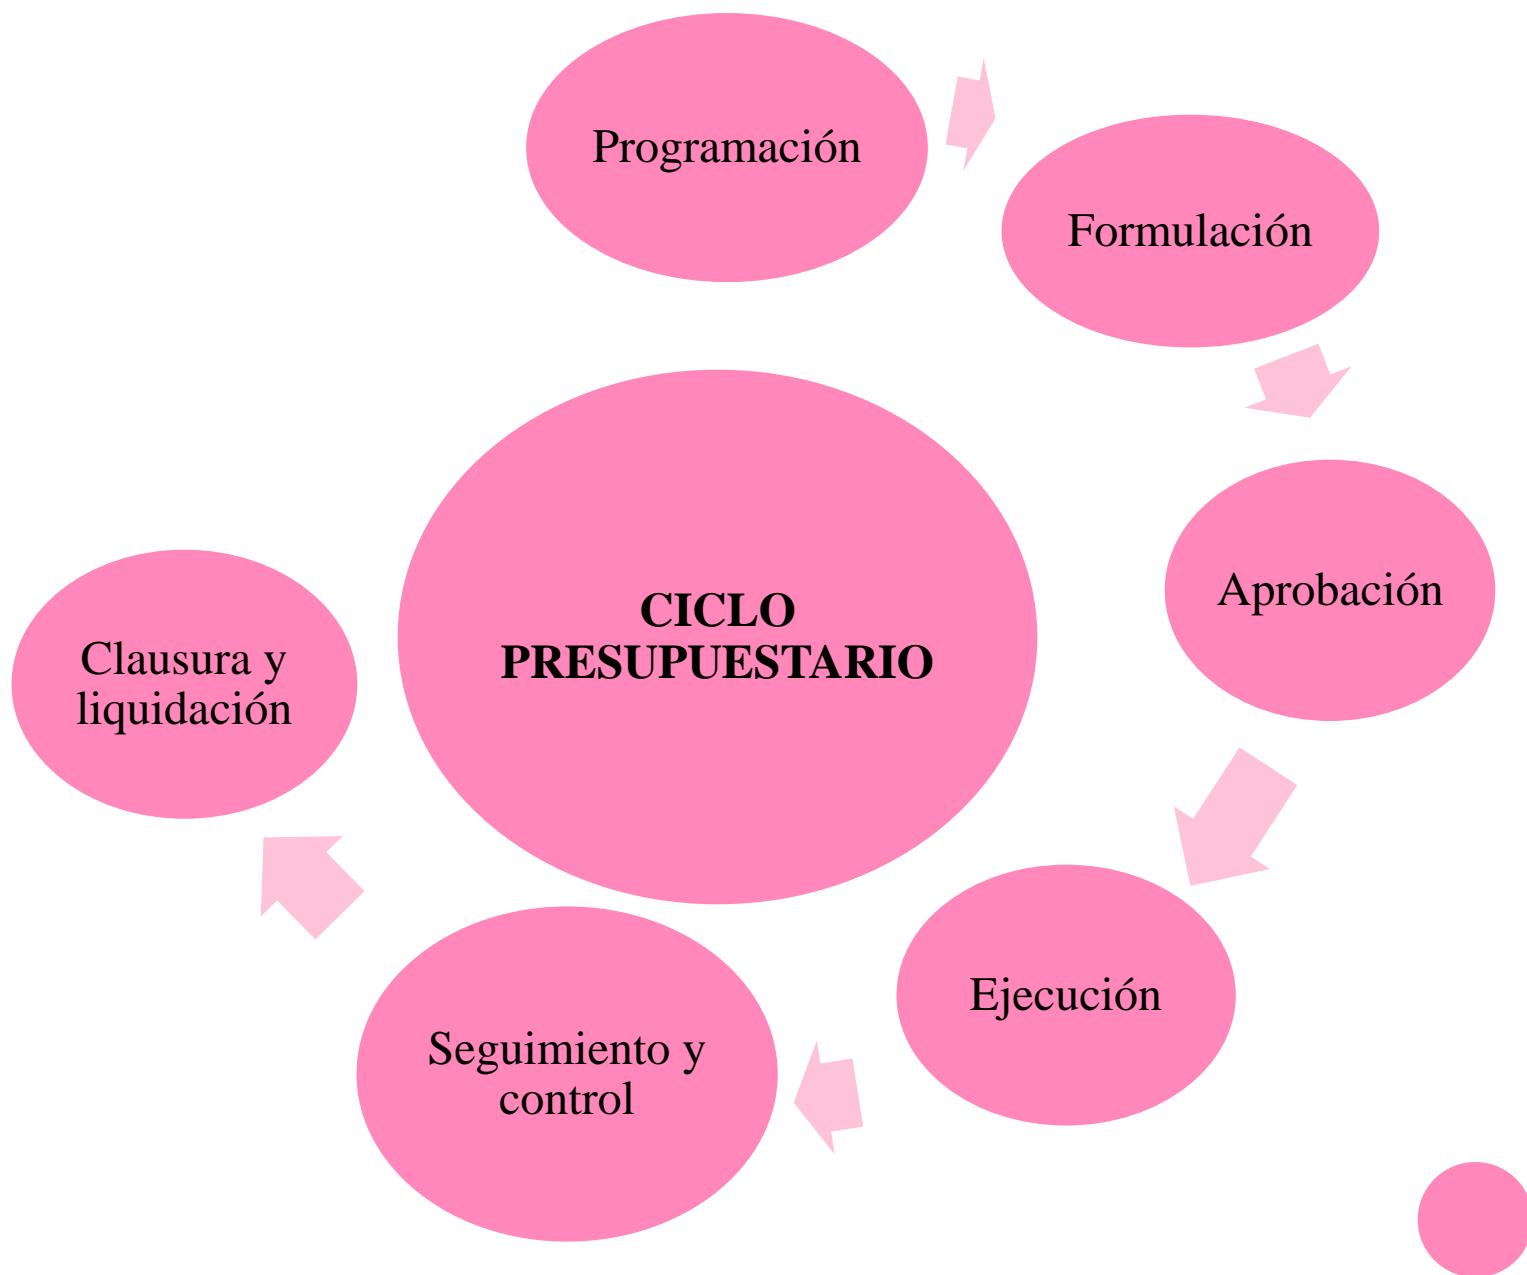 Programación
Formulación
Aprobación
Ejecución
Seguimiento y
control
Clausura y
liquidación
CICLO
PRESUPUESTARIO